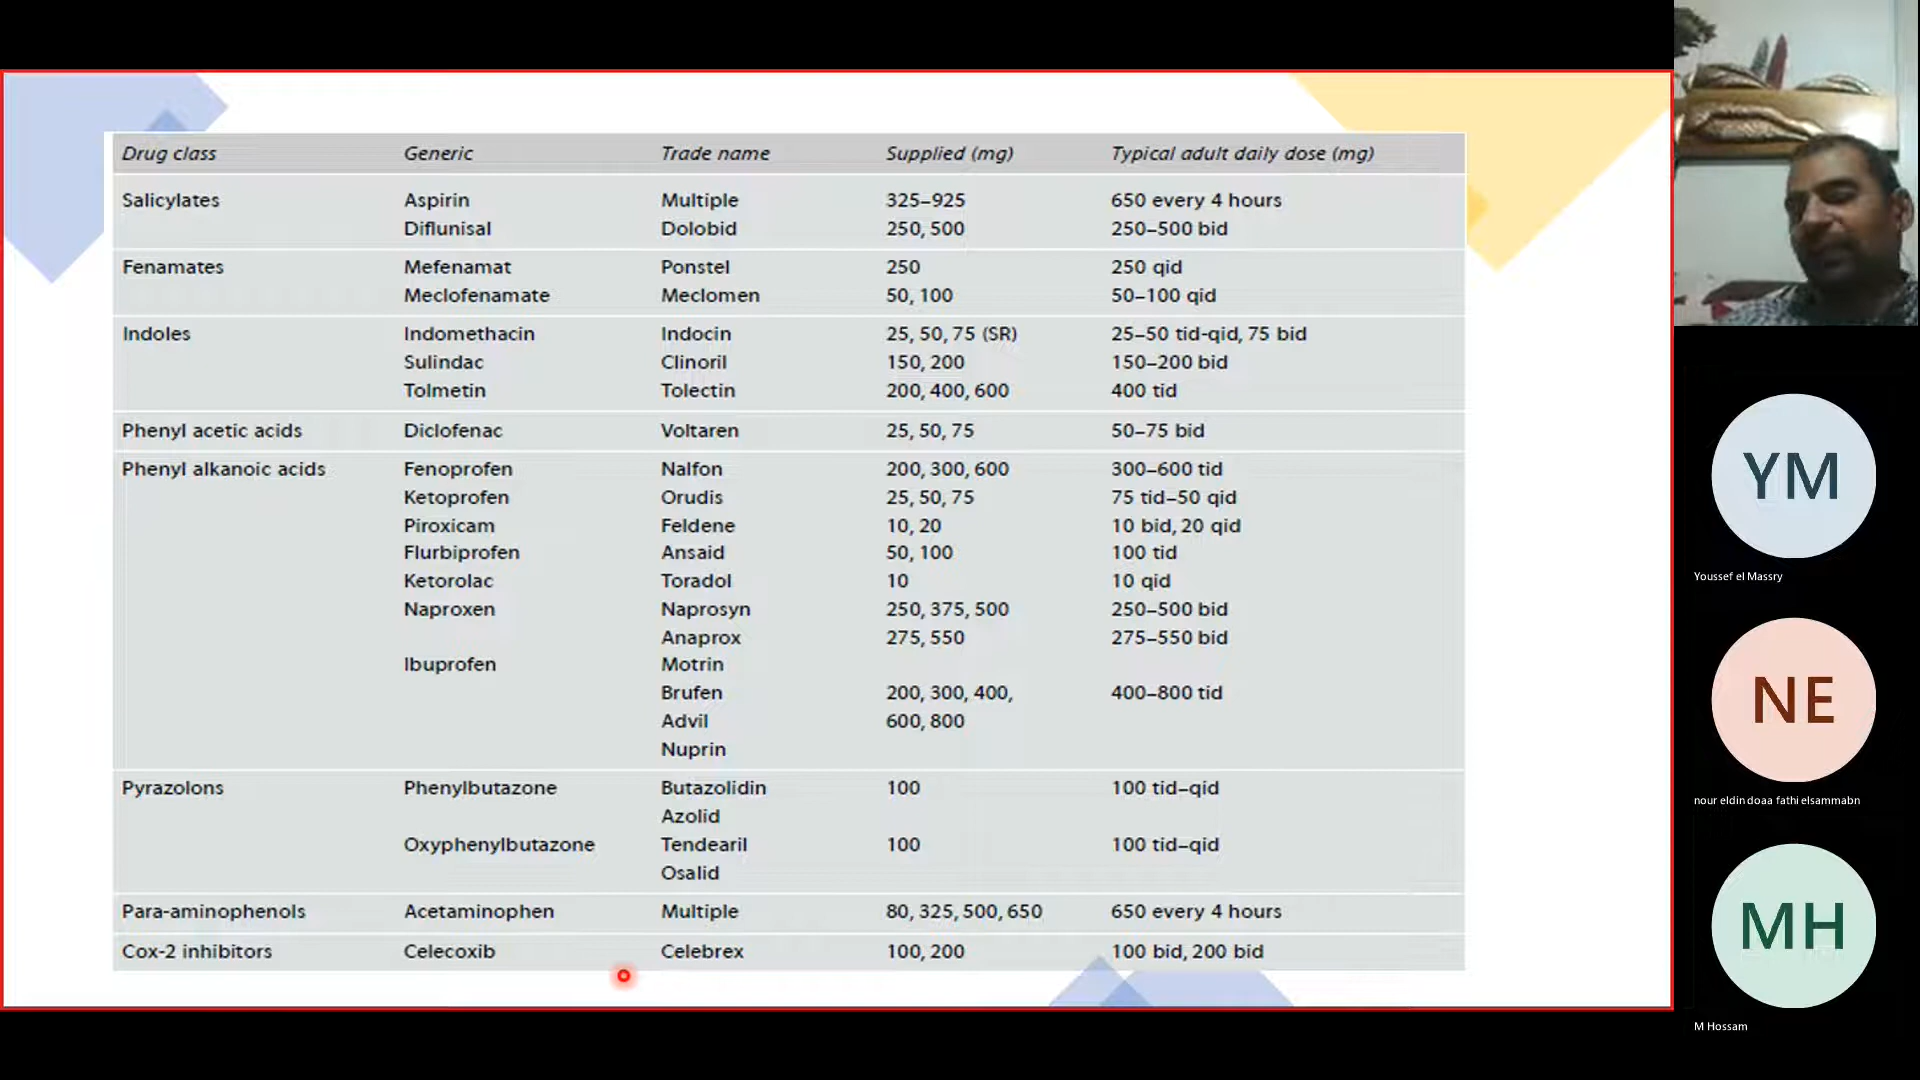 Drug class Generic Trade name Supplied (mg) Typical adult daily dose (mg)
Salicylates Aspirin Multiple 325–925 650 every 4 hours
Diflunisal Dolobid 250, 500 250–500 bid
Fenamates Mefenamat Ponstel 250 250 qid
Meclofenamate Meclomen 50, 100 50–100 qid
Indoles Indomethacin Indocin 25, 50, 75 (SR) 25–50 tid-qid, 75 bid
Sulindac Clinoril 150, 200 150–200 bid
Tolmetin Tolectin 200, 400, 600 400 tid
Phenyl acetic acids Diclofenac Voltaren 25, 50, 75 50–75 bid
Phenyl alkanoic acids Fenoprofen Nalfon 200, 300, 600 300–600 tid
Ketoprofen Orudis 25, 50, 75 75 tid–50 qid
Piroxicam Feldene 10, 20 10 bid, 20 qid
Flurbiprofen Ansaid 50, 100 100 tid
Ketorolac Toradol 10 10 qid
Naproxen Naprosyn 250, 375, 500 250–500 bid
Anaprox 275, 550 275–550 bid
Ibuprofen Motrin
Brufen 200, 300, 400, 400–800 tid
Advil 600, 800
Nuprin
Pyrazolons Phenylbutazone Butazolidin 100 100 tid–qid
Azolid
Oxyphenylbutazone Tendearil 100 100 tid–qid
Osalid
Para-aminophenols Acetaminophen Multiple 80, 325, 500, 650 650 every 4 hours
Cox-2 inhibitors Celecoxib Celebrex 100, 200 100 bid, 200 bid
YM
Youssef el Massry
NE
nour eldin doaa fathi elsammabn
MH
M Hossam